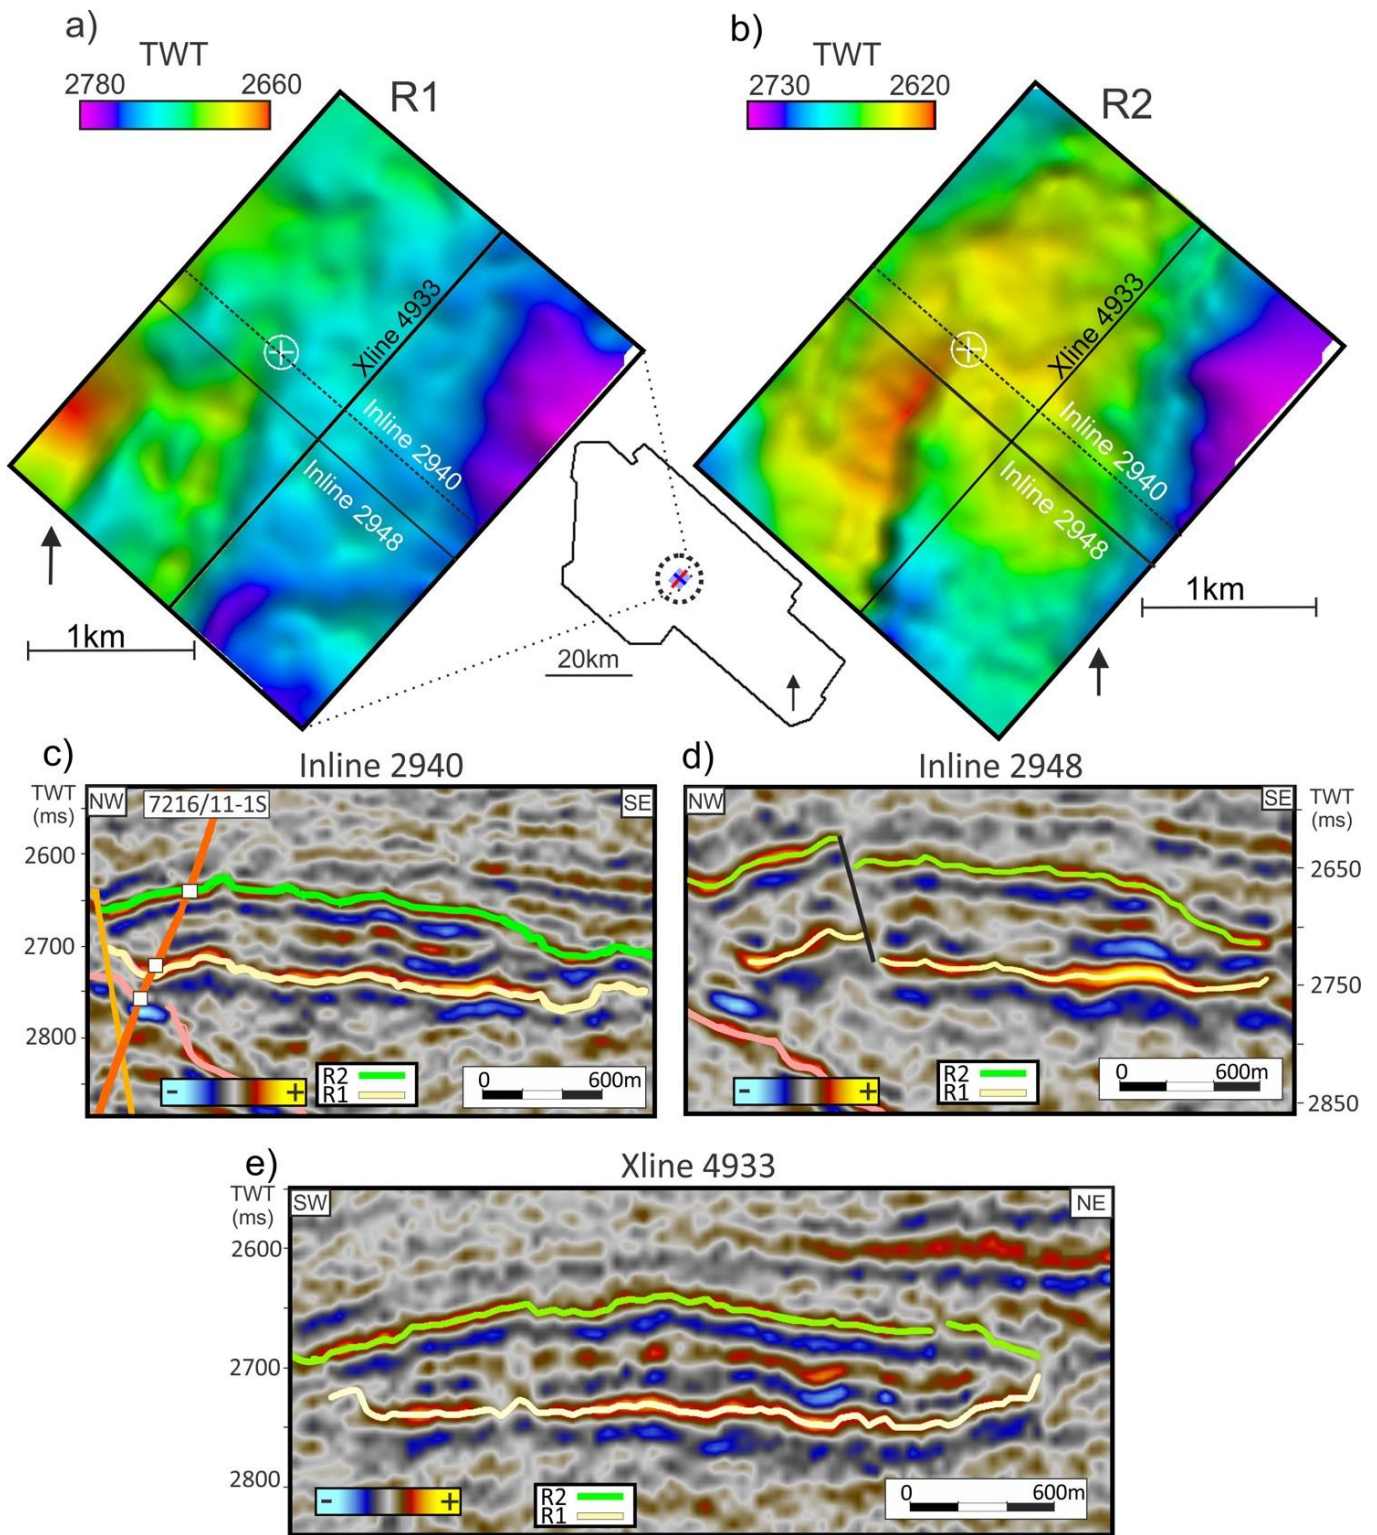 a)
TWT
2780 2660
R1
Xline 4933
Inline 2940
Inline 2948
1km
b)
TWT
2730 2620
R2
Xline 4933
Inline 2940
Inline 2948
1km
20km
c)
Inline 2940
TWT
(ms)
NW
7216/11-1S
SE
2600
2700
2800
- +
R2
R1
0 600m
d)
Inline 2948
NW
SE
TWT
(ms)
2650
2750
2850
- +
R2
R1
0 600m
e)
Xline 4933
TWT
(ms)
SW
NE
2600
2700
2800
- +
R2
R1
0 600m